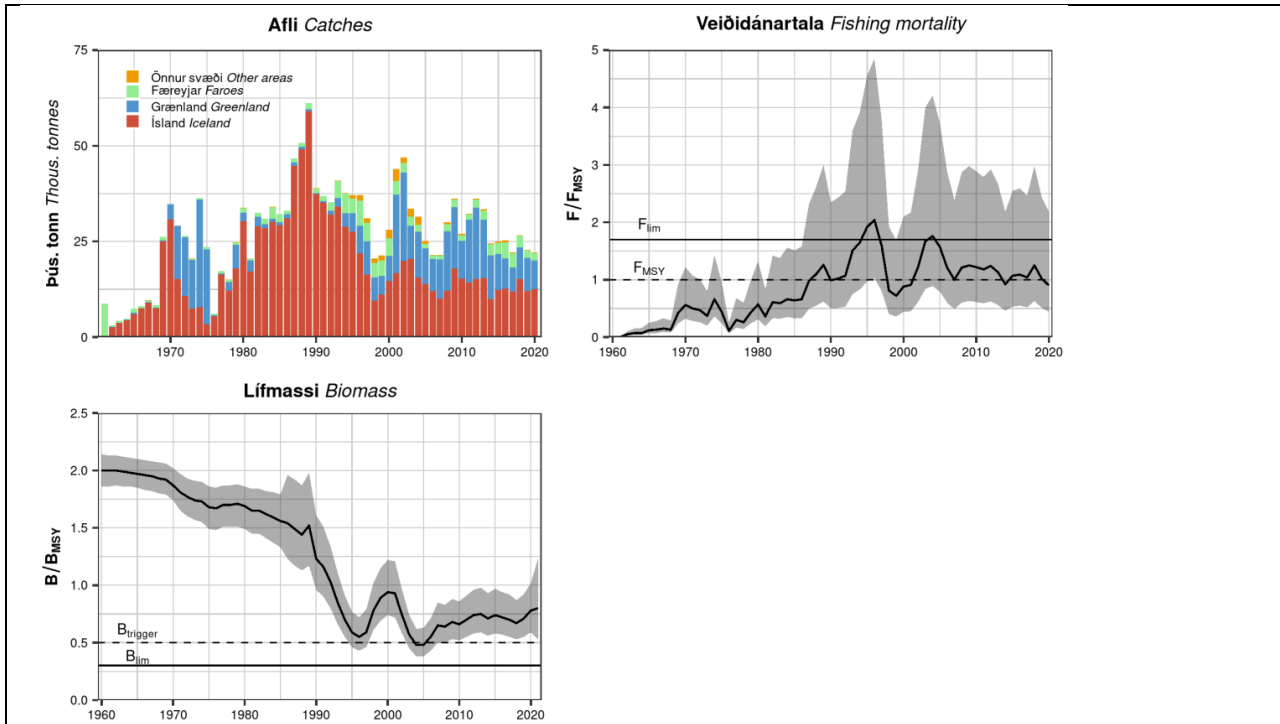 Afli Catches
75
50
25
0
Þús. tonn Thous. tonnes
Önnur svæði Other areas
Færeyjar Faroes
Grænland Greenland
Ísland Iceland
1970
1980
1990
2000
2010
2020
Veiðidánartala Fishing mortality
5
4
3
2
1
0
F/FMSY
Flim
FMSY
1960
1970
1980
1990
2000
2010
2020
Lífmassi Biomass
2.5
2.0
1.5
1.0
0.5
0.0
B/BMSY
Btrigger
Blim
1960
1970
1980
1990
2000
2010
2020